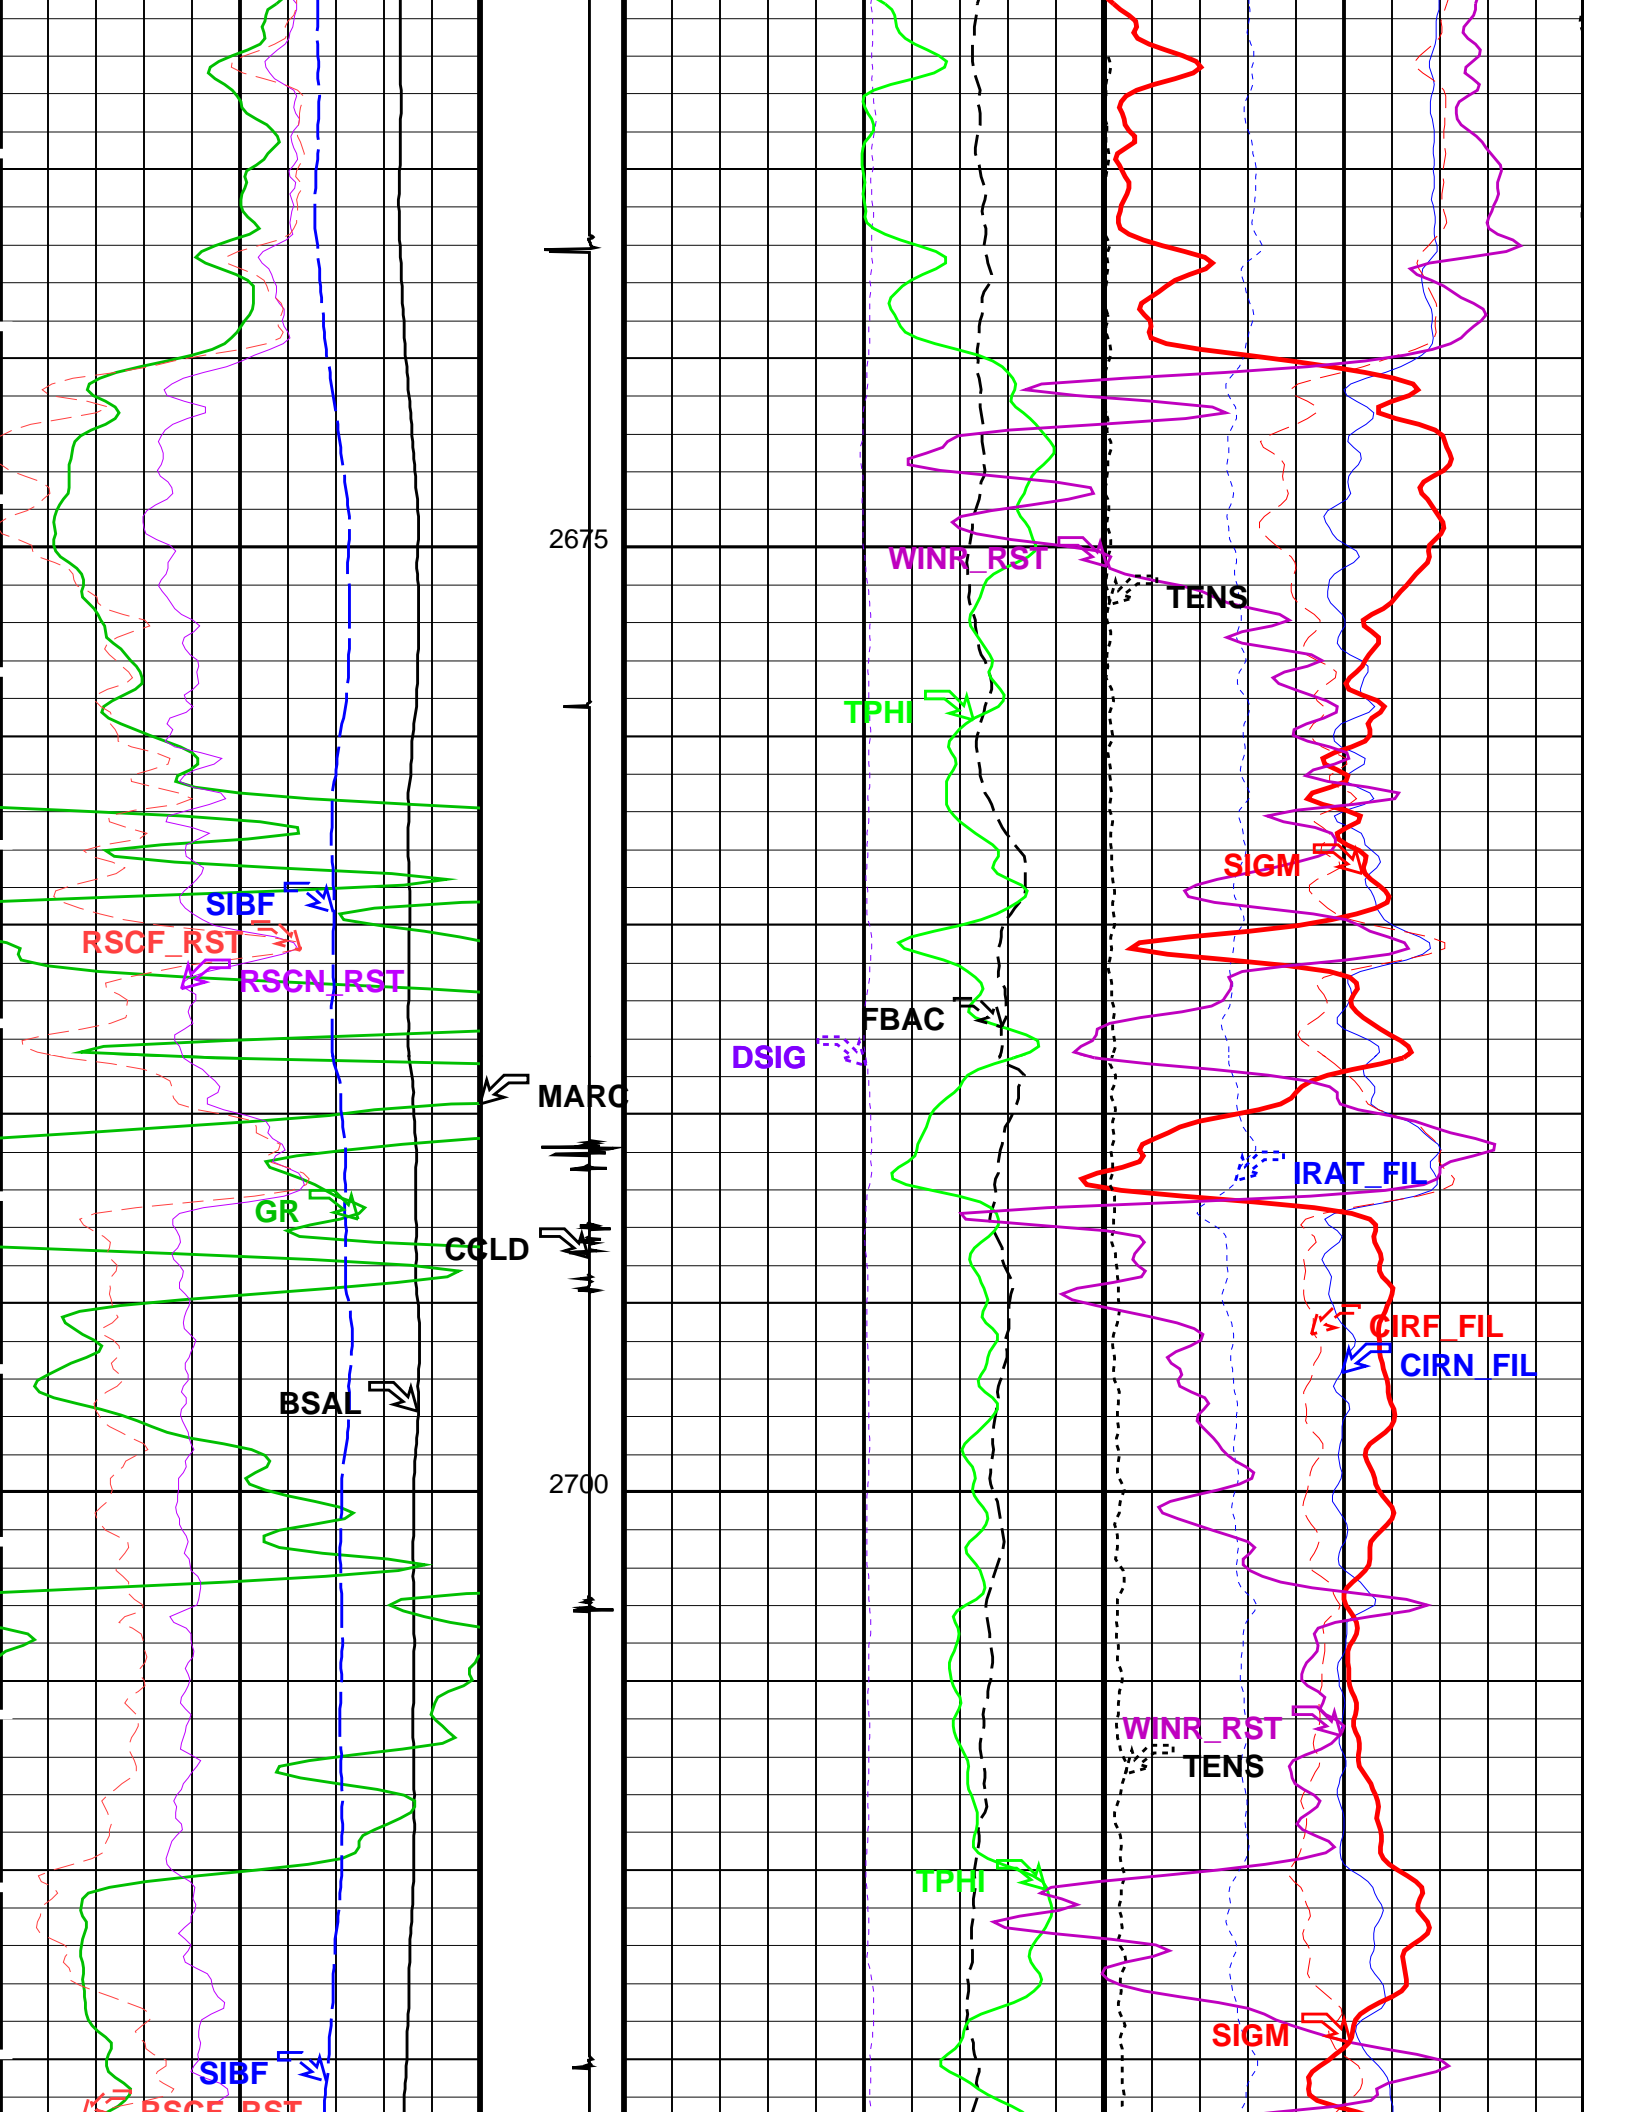 2675
WINR_RST
TENS
TPHI
SIGM
SIBF
RSCF_RST
RSCN_RST
FBAC
DSIG
MARC
IRAT_FIL
GR
CCLD
CIRF_FIL
CIRN_FIL
BSAL
2700
WINR_RST
TENS
TPHI
SIGM
SIBF
RSCF_RST